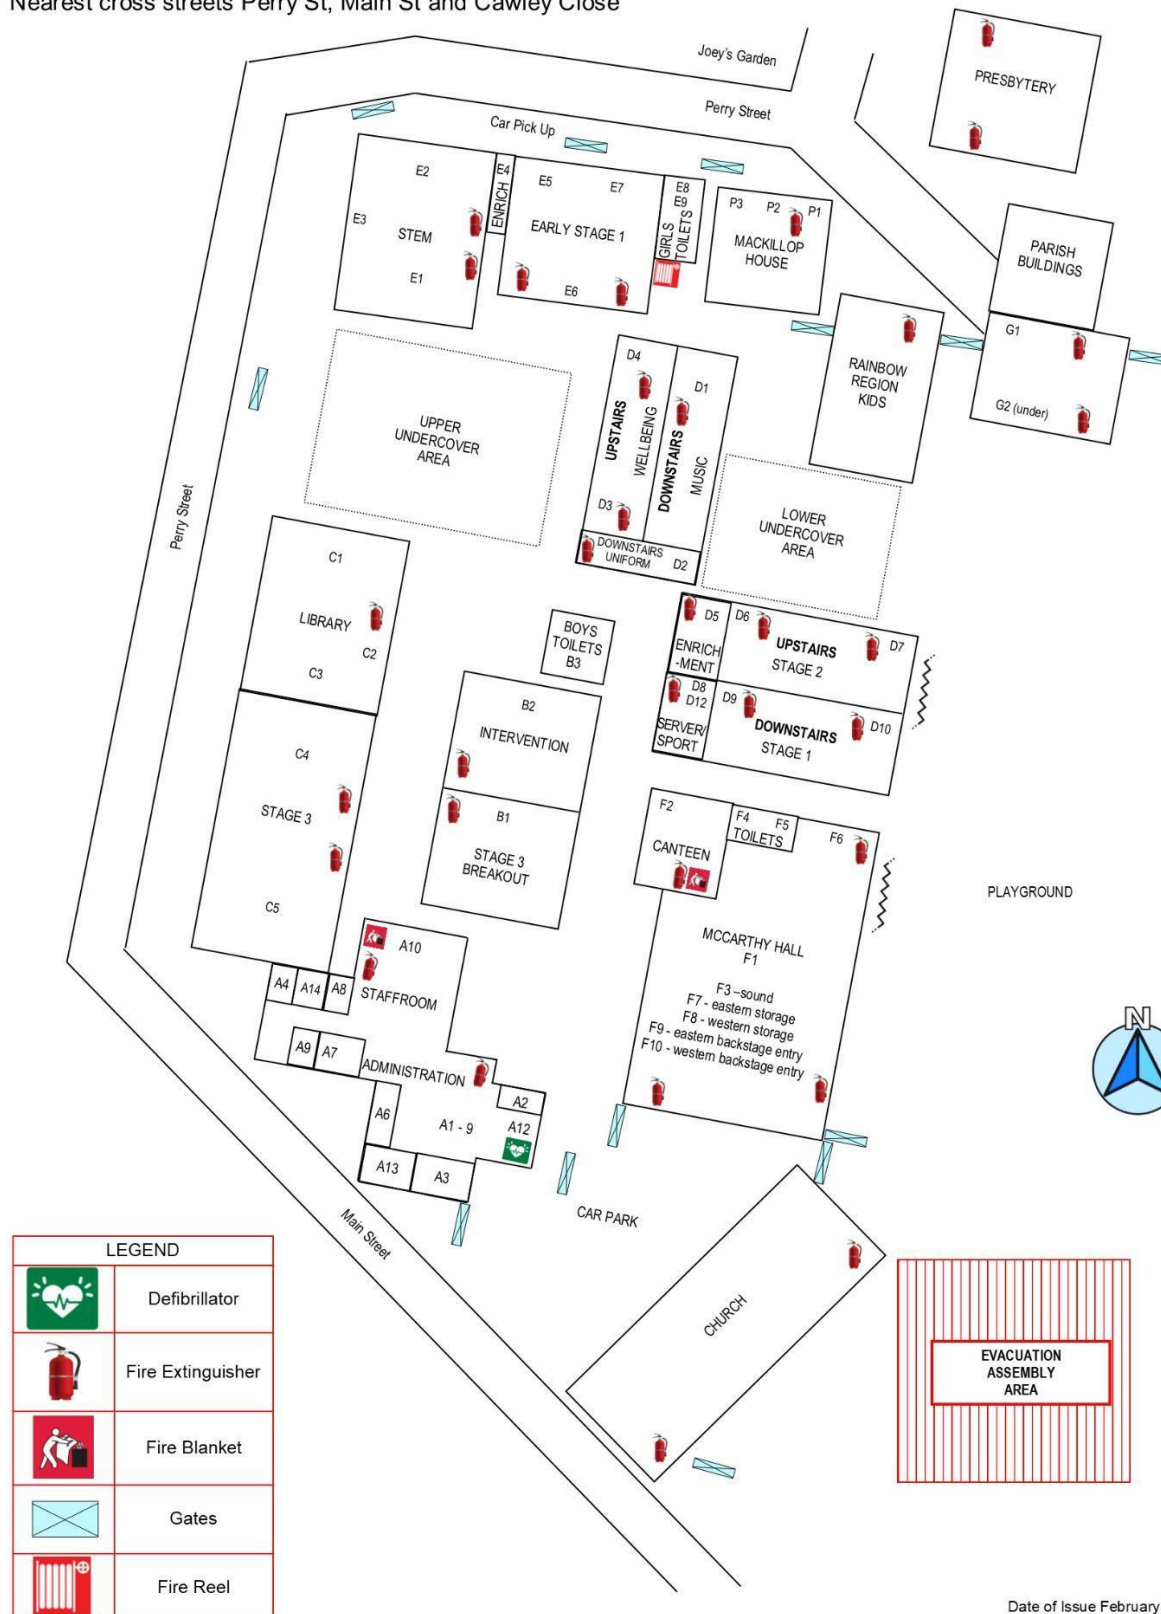 Nearest cross streets Perry St, Main St and Cawley Close
Joey's Garden
PRESBYTERY
Perry Street
Car Pick Up
E2
E3
STEM
E1
E4
ENRICH
E5
E7
EARLY STAGE 1
E6
E8
E9
GIRLS
TOILETS
P3
P2
P1
MACKILLOP
HOUSE
PARISH
BUILDINGS
G1
G2 (under)
RAINBOW
REGION
KIDS
UPPER
UNDERCOVER
AREA
D4
UPSTAIRS
WELLBEING
D3
D1
DOWNSTAIRS
MUSIC
DOWNSTAIRS
UNIFORM
D2
LOWER
UNDERCOVER
AREA
Perry Street
C1
LIBRARY
C2
C3
BOYS
TOILETS
B3
D5
ENRICH
-MENT
D6
UPSTAIRS
STAGE 2
D7
D8
D12
SERVER/
SPORT
D9
DOWNSTAIRS
STAGE 1
D10
B2
INTERVENTION
B1
STAGE 3
BREAKOUT
C4
STAGE 3
C5
F2
CANTEEN
F4
F5
TOILETS
F6
PLAYGROUND
MCCARTHY HALL
F1
F3 –sound
F7 - eastern storage
F8 - western storage
F9 - eastern backstage entry
F10 - western backstage entry
A10
STAFFROOM
A4
A14
A8
A9
A7
ADMINISTRATION
A6
A1 - 9
A2
A12
A13
A3
N
CAR PARK
Main Street
CHURCH
EVACUATION
ASSEMBLY
AREA
LEGEND
Defibrillator
Fire Extinguisher
Fire Blanket
Gates
Fire Reel
Date of Issue February